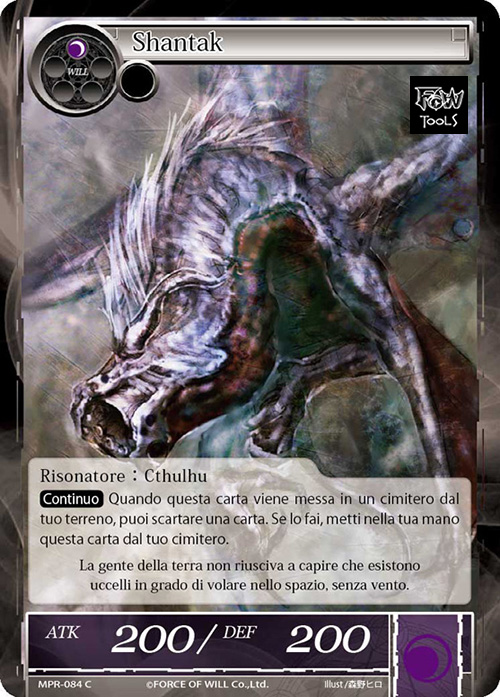 Shantak
WILL
FOW
TOOLS
Risonatore : Cthulhu
Continuo Quando questa carta viene messa in un cimitero dal
tuo terreno, puoi scartare una carta. Se lo fai, metti nella tua mano
questa carta dal tuo cimitero.
La gente della terra non riusciva a capire che esistono
uccelli in grado di volare nello spazio, senza vento.
ATK 200 / DEF 200
MPR-084 C ©FORCE OF WILL Co.,Ltd. Illust/森野ヒロ